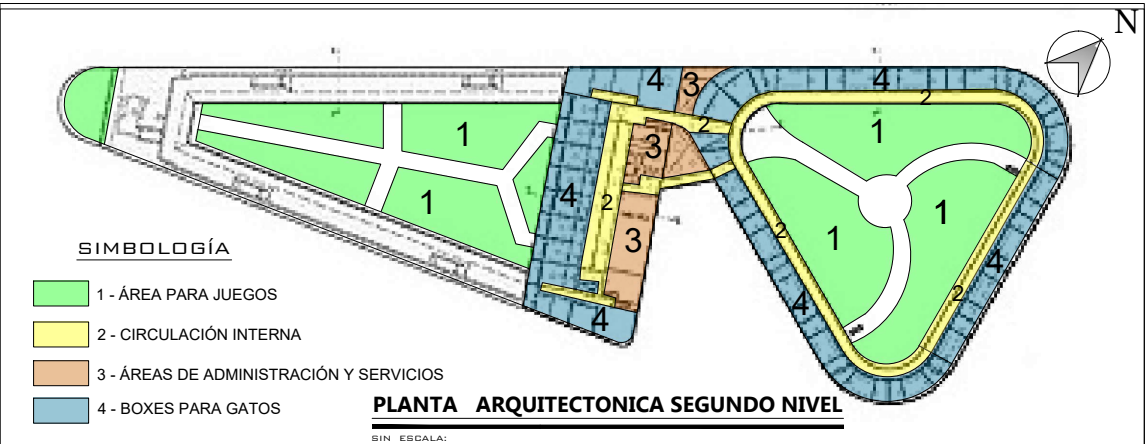 N
4
3
4
2
1
2
1
3
4
2
1
1
3
2
4
2
4
4
1
SIMBOLOGÍA
1 - ÁREA PARA JUEGOS
2 - CIRCULACIÓN INTERNA
3 - ÁREAS DE ADMINISTRACIÓN Y SERVICIOS
4 - BOXES PARA GATOS
PLANTA ARQUITECTONICA SEGUNDO NIVEL
SIN ESCALA: